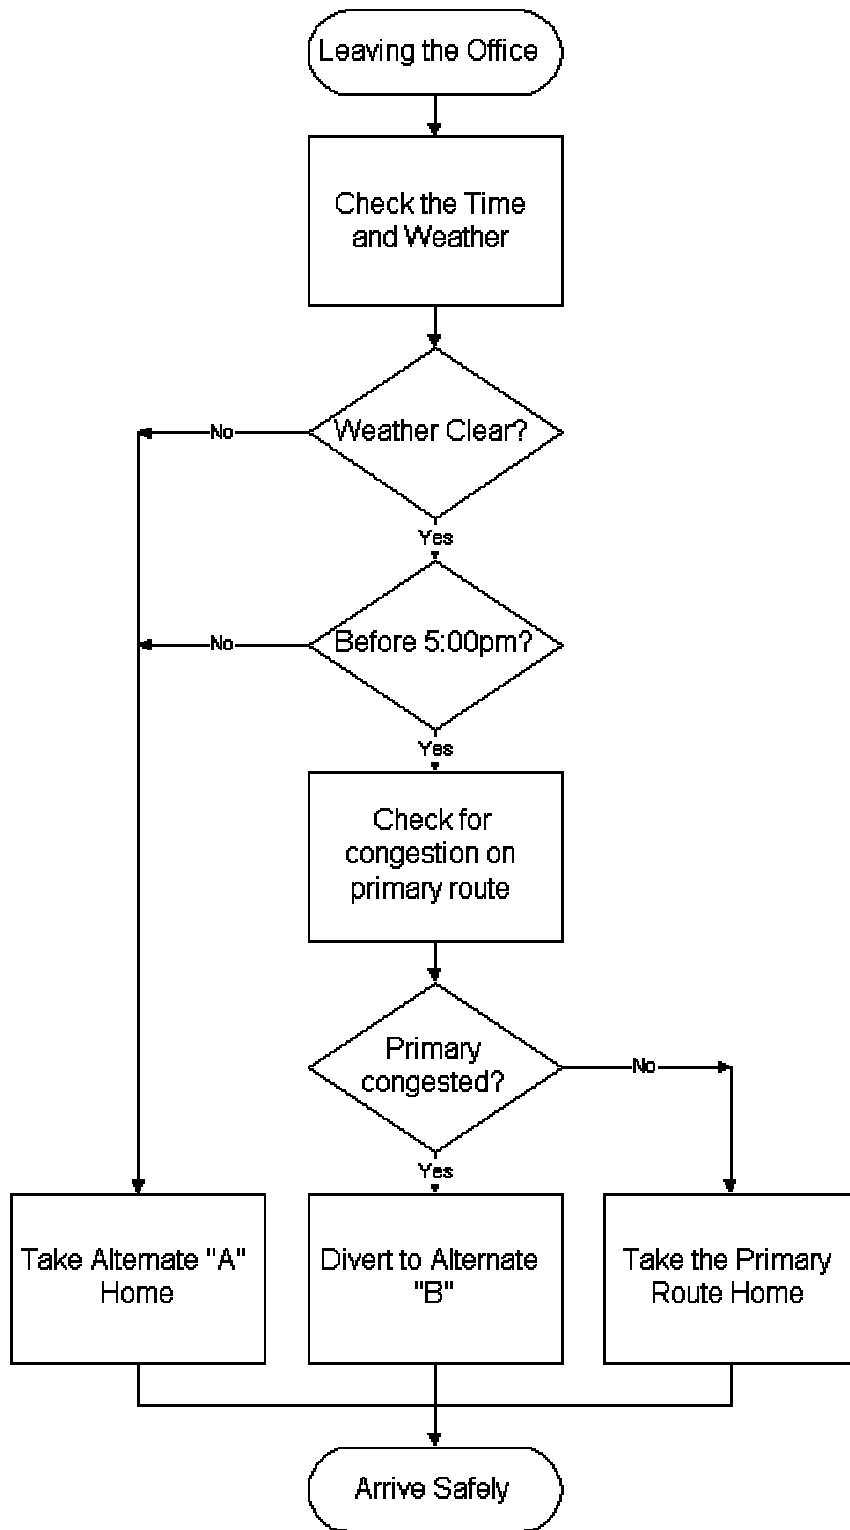 Leaving the Office
Check the Time
and Weather
Weather Clear?
No
Yes
Before 5:00pm?
No
Yes
Check for
congestion on
primary route
Primary
congested?
No
Yes
Take Alternate "A"
Home
Divert to Alternate
"B"
Take the Primary
Route Home
Arrive Safely